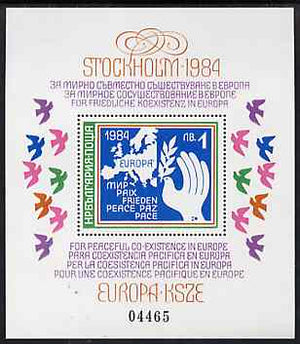 STOCKHOLM·1984
ЗА МИРНО СЪВМЕСТНО СЪЩЕСТВУВАНЕ В ЕВРОПА
ЗА МИРНОЕ СОСУЩЕСТВОВАНИЕ В ЕВРОПЕ
FÜR FRIEDLICHE KOEXISTENZ IN EUROPA
1984 ЛВ. 1
НР БЪЛГАРИЯ ПОЩА
ЕВРОПА
МИР
PAIX
FRIEDEN
PEACE PAZ
PACE
FOR PEACEFUL CO-EXISTENCE IN EUROPE
PARA COEXISTENCIA PACIFICA EN EUROPA
PER LA COESISTENZA PACIFICA IN EUROPA
POUR UNE COEXISTENCE PACIFIQUE EN EUROPE
EUROPA·KSZE
04465